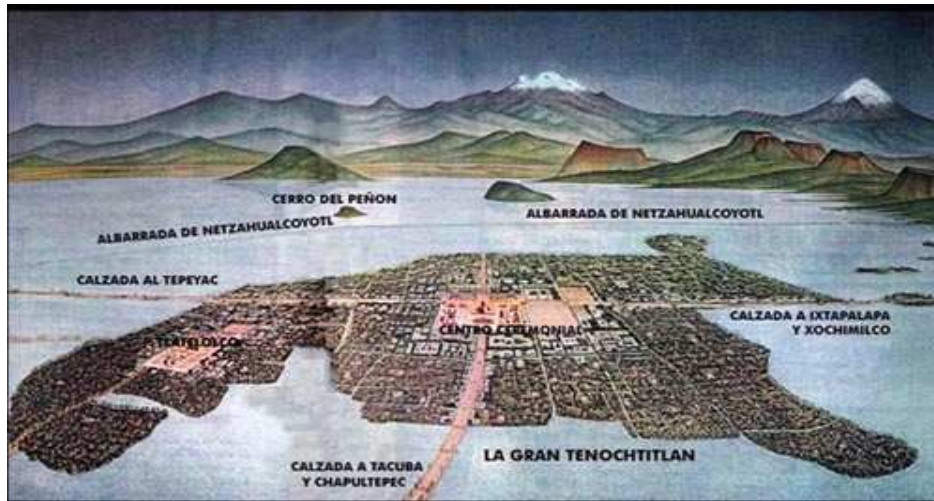 CERRO DEL PEÑON
ALBARRADA DE NETZAHUALCOYOTL
ALBARRADA DE NETZAHUALCOYOTL
CALZADA AL TEPEYAC
CALZADA A IXTAPALAPA
Y XOCHIMILCO
CENTRO CEREMONIAL
TLATELOLCO
LA GRAN TENOCHTITLAN
CALZADA A TACUBA
Y CHAPULTEPEC